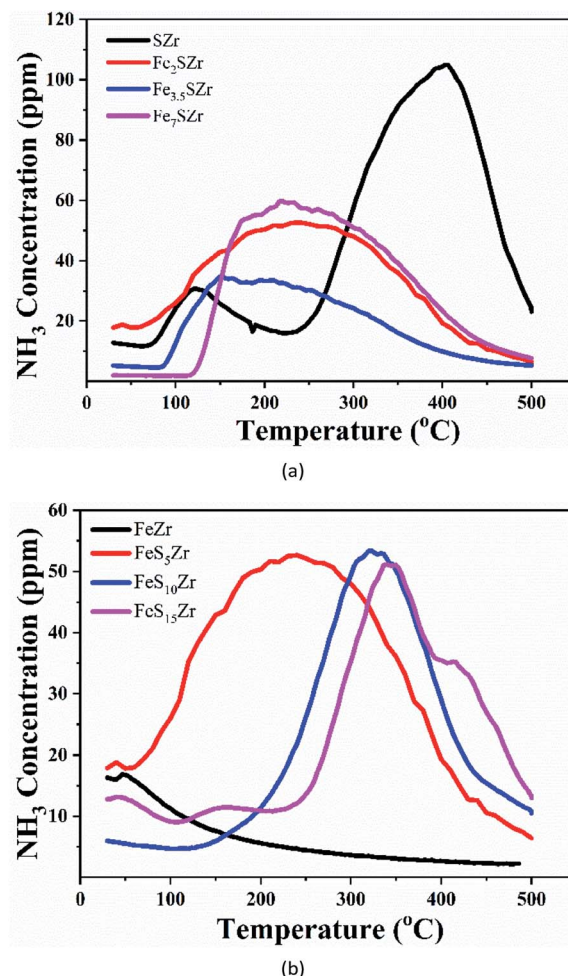 120
100
80
60
40
20
NH₃ Concentration (ppm)
SZr
Fe₂SZr
Fe₃.₅SZr
Fe₇SZr
0
100
200
300
400
500
Temperature (°C)
(a)
60
50
40
30
20
10
NH₃ Concentration (ppm)
FeZr
FeS₅Zr
FeS₁₀Zr
FeS₁₅Zr
0
100
200
300
400
500
Temperature (°C)
(b)